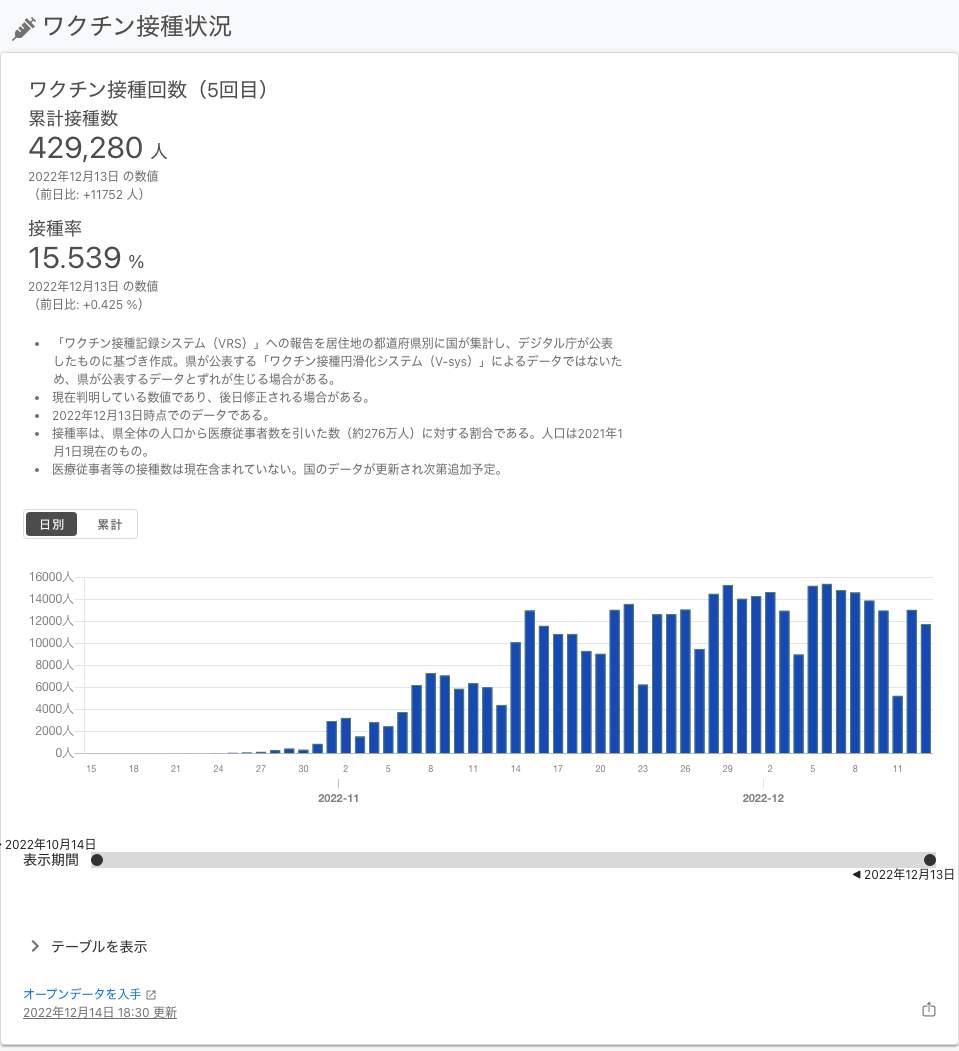 ワクチン接種状況
ワクチン接種回数（5回目）
累計接種数
429,280 人
2022年12月13日 の数値
（前日比: +11752 人）
接種率
15.539 %
2022年12月13日 の数値
（前日比: +0.425 %）
• 「ワクチン接種記録システム（VRS）」への報告を居住地の都道府県別に国が集計し、デジタル庁が公表
したものに基づき作成。県が公表する「ワクチン接種円滑化システム（V-sys）」によるデータではないた
め、県が公表するデータとずれが生じる場合がある。
• 現在判明している数値であり、後日修正される場合がある。
• 2022年12月13日時点でのデータである。
• 接種率は、県全体の人口から医療従事者数を引いた数（約276万人）に対する割合である。人口は2021年1
月1日現在のもの。
• 医療従事者等の接種数は現在含まれていない。国のデータが更新され次第追加予定。
日別 累計
16000人
14000人
12000人
10000人
8000人
6000人
4000人
2000人
0人
15 18 21 24 27 30 2 5 8 11 14 17 20 23 26 29 2 5 8 11
2022-11 2022-12
2022年10月14日
表示期間
◀ 2022年12月13日
テーブルを表示
オープンデータを入手
2022年12月14日 18:30 更新